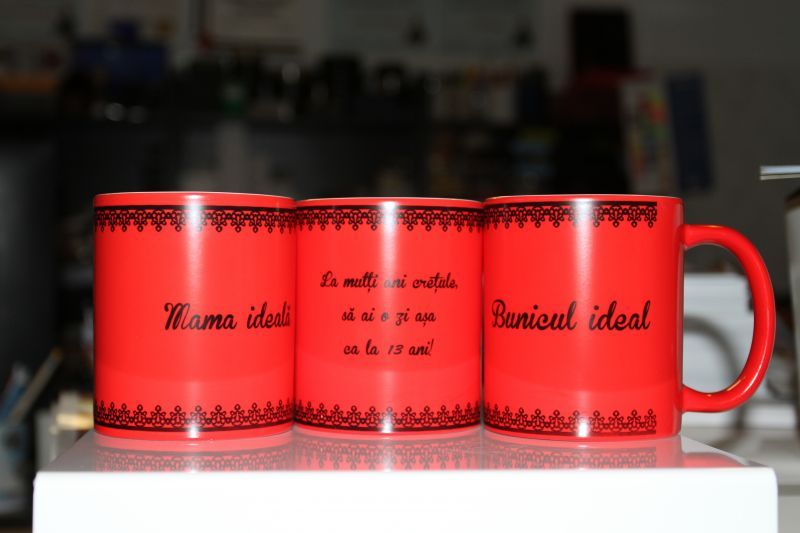 Mama ideală
La mulți ani crețule,
să ai o zi așa
ca la 13 ani!
Bunicul ideal